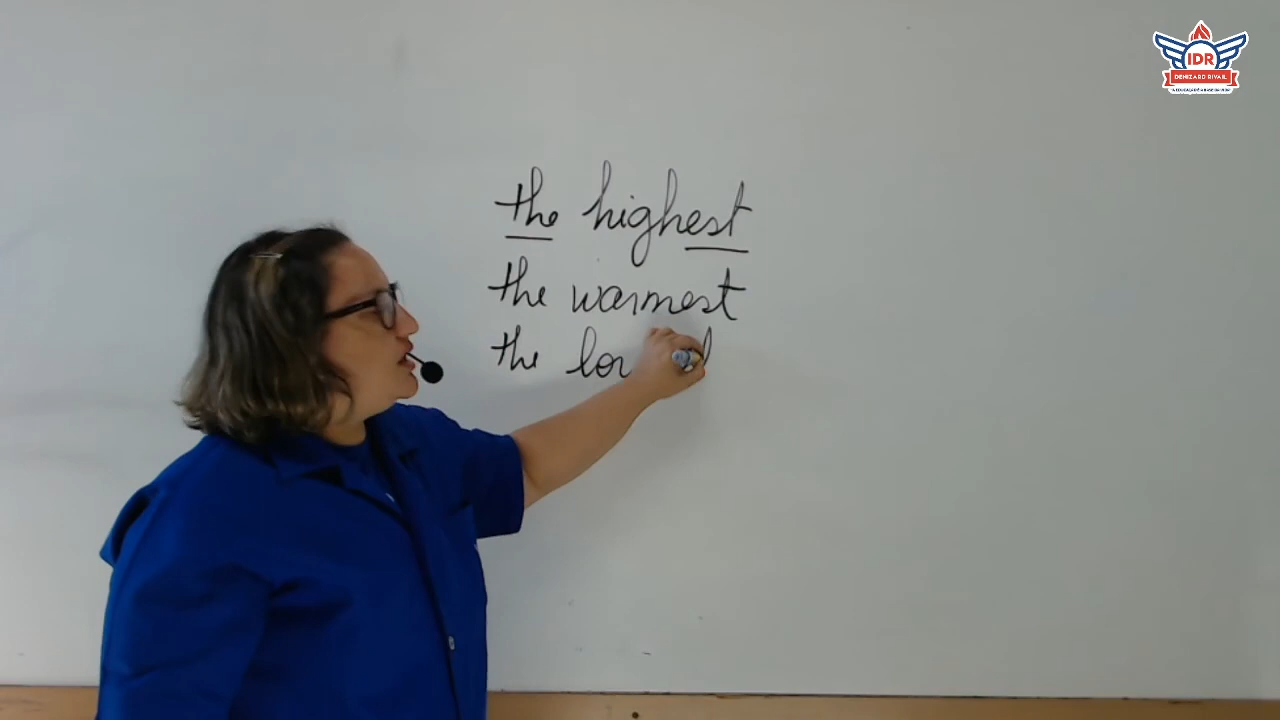 IDR
DENIZARD RIVAIL
the highest
the warmest
the